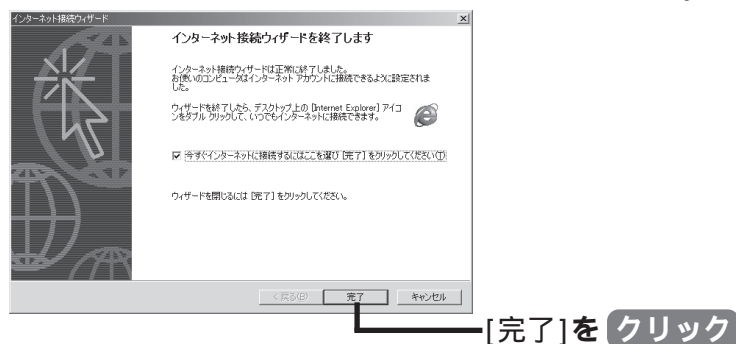 インターネット接続ウィザード
インターネット接続ウィザードを終了します
インターネット接続ウィザードは正常に終了しました。
お使いのコンピュータはインターネット アカウントに接続できるように設定されま
した。
ウィザードを終了したら、デスクトップ上の [Internet Explorer] アイコ
ンをダブル クリックして、いつでもインターネットに接続できます。
今すぐインターネットに接続するにはここを選び [完了] をクリックしてください(T)
ウィザードを閉じるには [完了] をクリックしてください。
< 戻る(B)
完了
キャンセル
[完了]を クリック